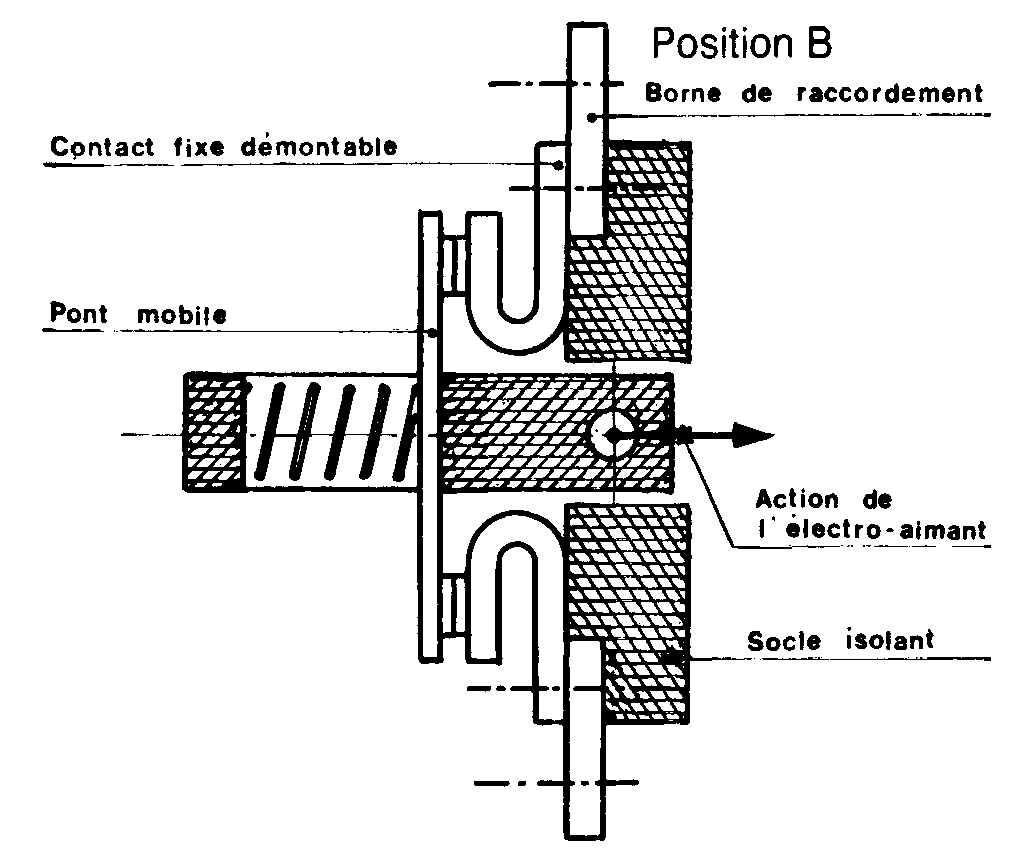 Position B
Borne de raccordement
Contact fixe démontable
Pont mobile
Action de
l'électro-aimant
Socle isolant